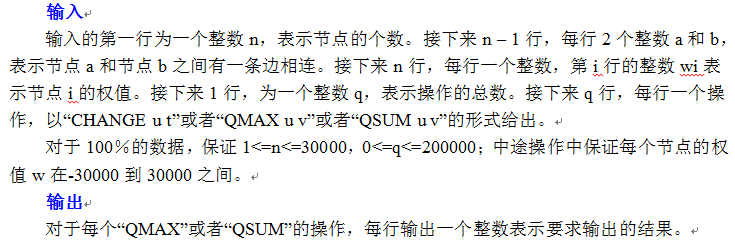 输入
输入的第一行为一个整数 n，表示节点的个数。接下来 n – 1 行，每行 2 个整数 a 和 b，
表示节点 a 和节点 b 之间有一条边相连。接下来 n 行，每行一个整数，第 i 行的整数 wi 表
示节点 i 的权值。接下来 1 行，为一个整数 q，表示操作的总数。接下来 q 行，每行一个操
作，以“CHANGE u t”或者“QMAX u v”或者“QSUM u v”的形式给出。
对于 100％的数据，保证 1<=n<=30000，0<=q<=200000；中途操作中保证每个节点的权
值 w 在-30000 到 30000 之间。
输出
对于每个“QMAX”或者“QSUM”的操作，每行输出一个整数表示要求输出的结果。